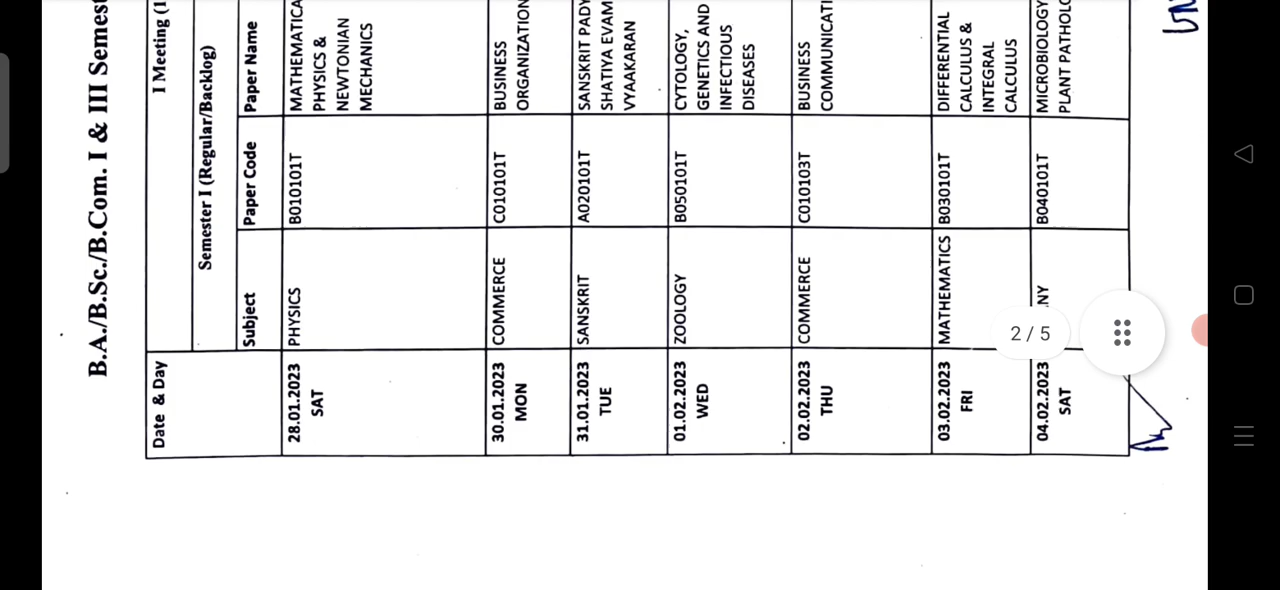 B.A./B.Sc./B.Com. I & III Semest
Date & Day
I Meeting (1
Semester I (Regular/Backlog)
Subject
Paper Code
Paper Name
28.01.2023
SAT
PHYSICS
B010101T
MATHEMATICA
PHYSICS &
NEWTONIAN
MECHANICS
30.01.2023
MON
COMMERCE
C010101T
BUSINESS
ORGANIZATION
31.01.2023
TUE
SANSKRIT
A020101T
SANSKRIT PADY
SHATIYA EVAM
VYAAKARAN
01.02.2023
WED
ZOOLOGY
B050101T
CYTOLOGY,
GENETICS AND
INFECTIOUS
DISEASES
02.02.2023
THU
COMMERCE
C010103T
BUSINESS
COMMUNICATI
03.02.2023
FRI
MATHEMATICS
B030101T
DIFFERENTIAL
CALCULUS &
INTEGRAL
CALCULUS
04.02.2023
SAT
NY
B040101T
MICROBIOLOGY
PLANT PATHOLO
2 / 5